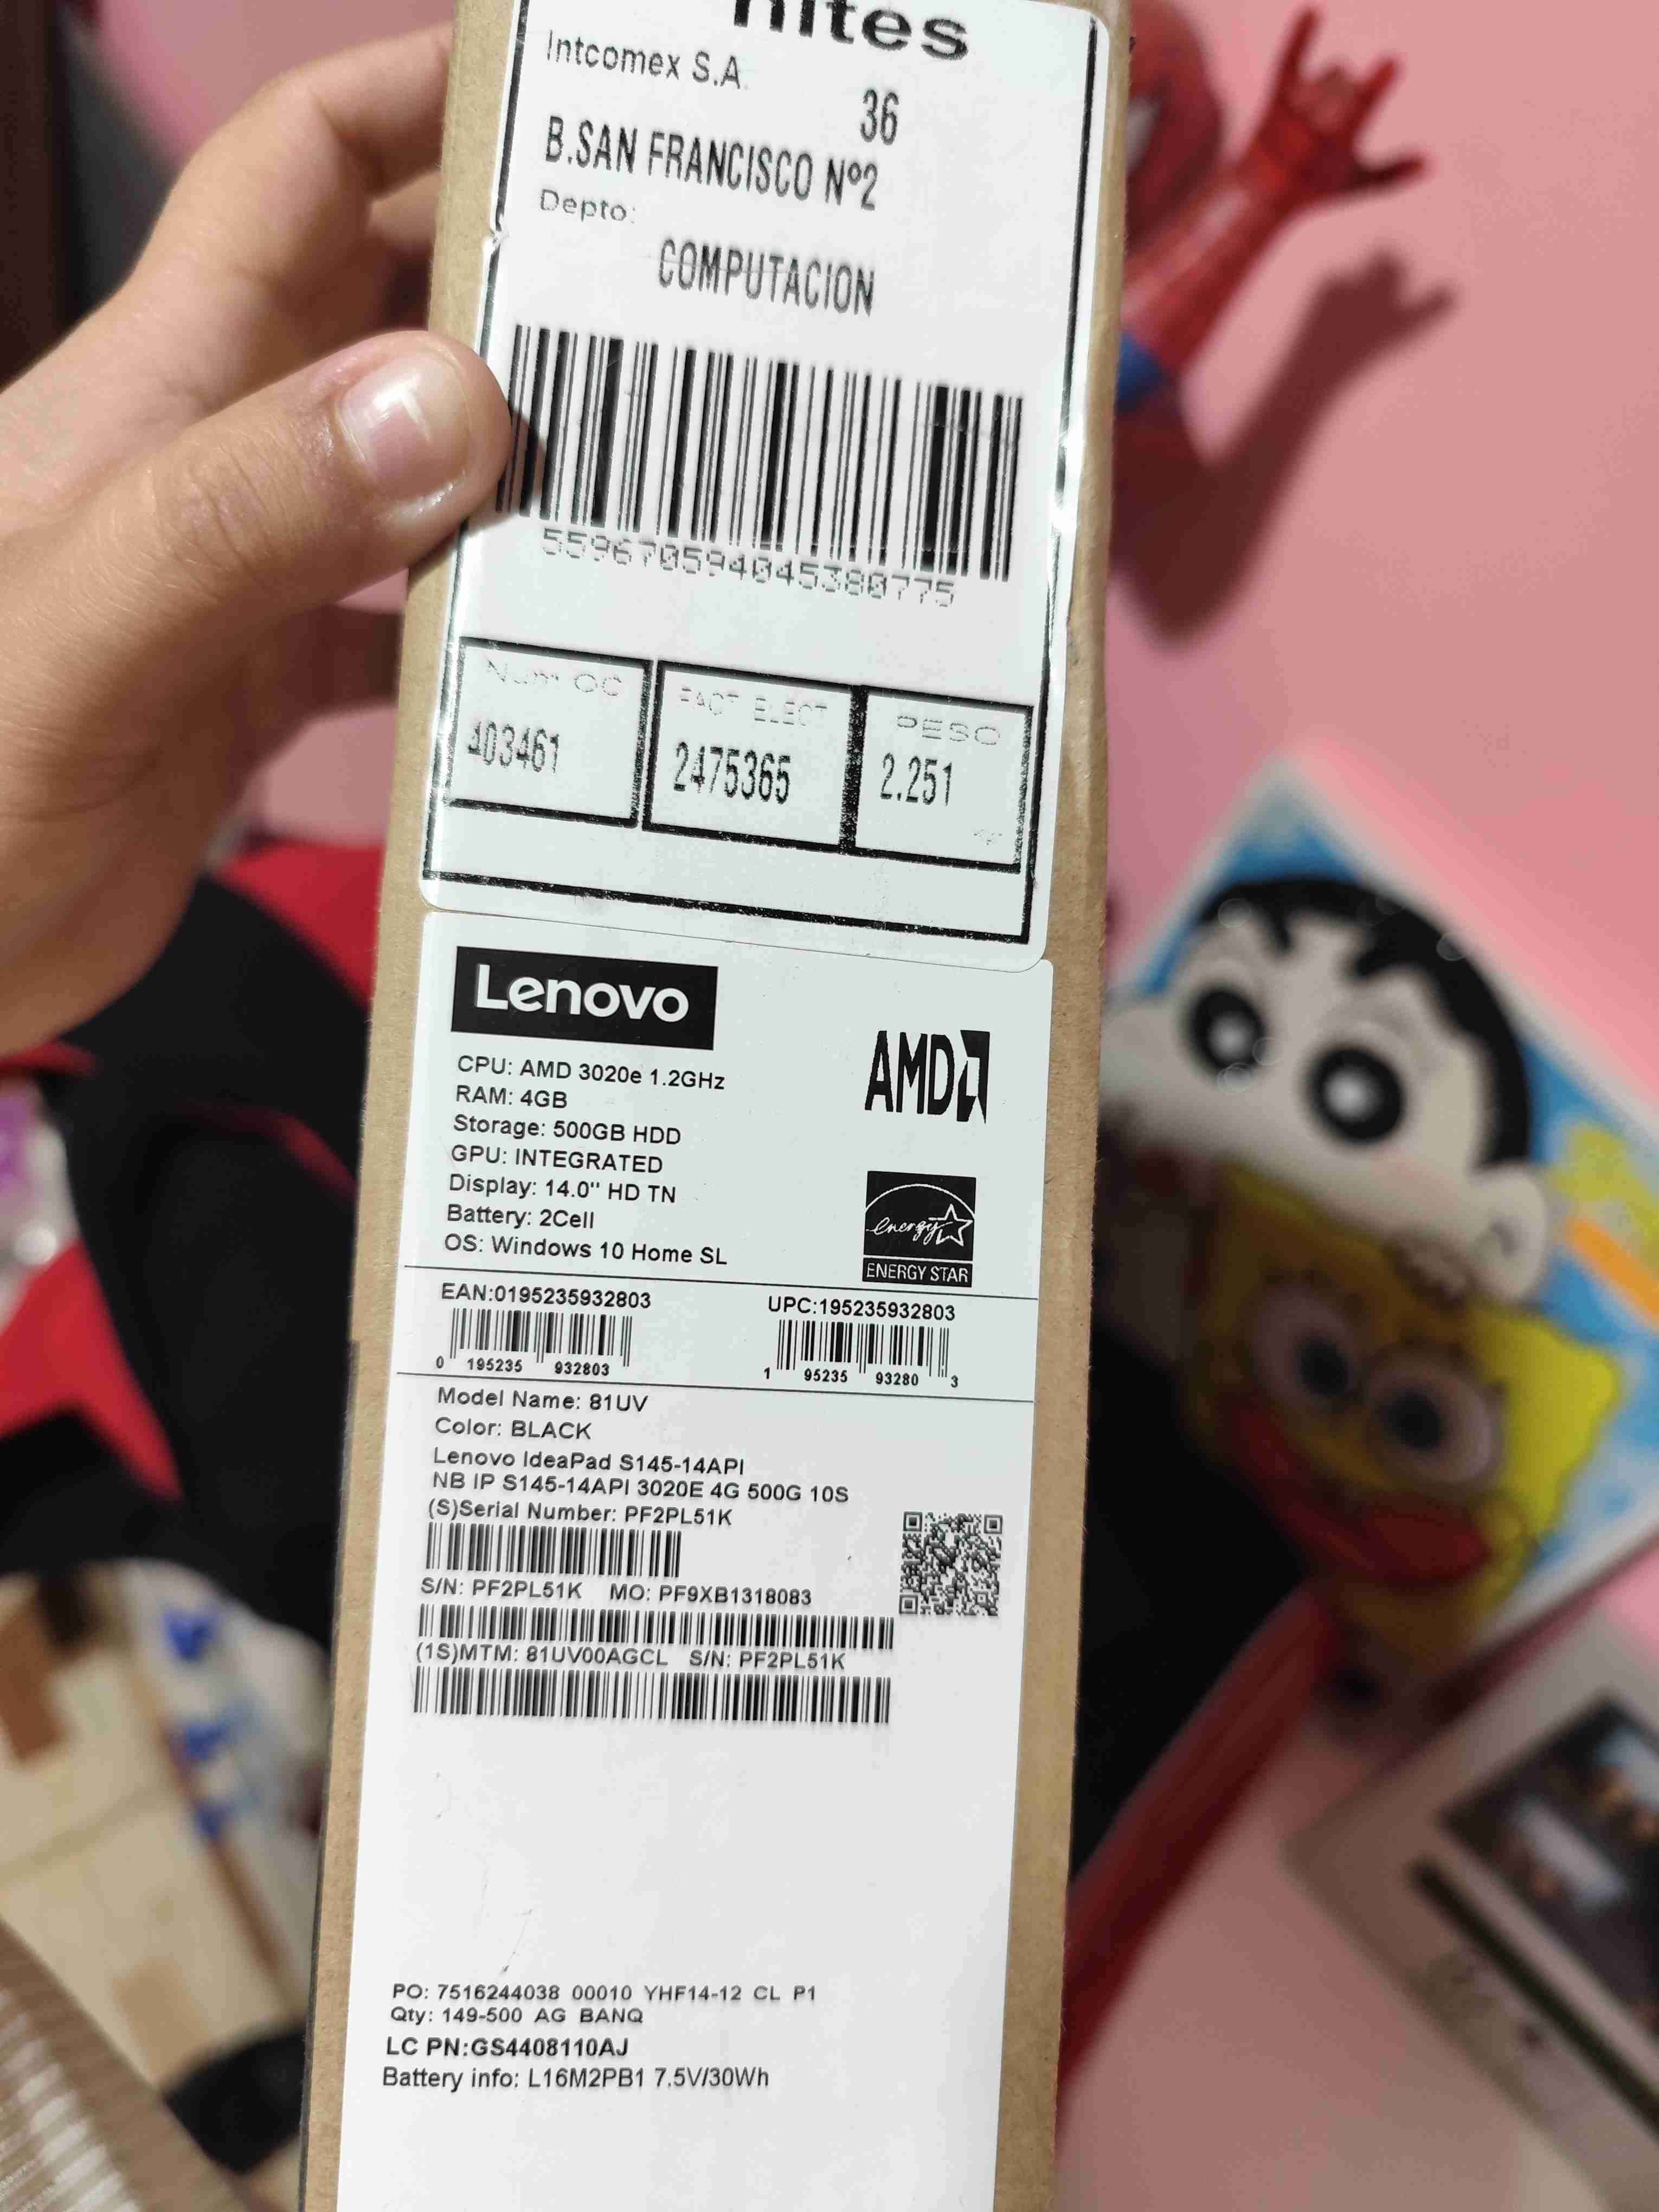 hites
Intcomex S.A.
36
B.SAN FRANCISCO Nº2
Depto:
COMPUTACION
559670594045380775
Num OC FACT ELECT PESO
403461 2475365 2.251
Lenovo
AMD
CPU: AMD 3020e 1.2GHz
RAM: 4GB
Storage: 500GB HDD
GPU: INTEGRATED
Display: 14.0" HD TN
Battery: 2Cell
OS: Windows 10 Home SL
energy
ENERGY STAR
EAN:0195235932803 UPC:195235932803
0 195235 932803 1 95235 93280 3
Model Name: 81UV
Color: BLACK
Lenovo IdeaPad S145-14API
NB IP S145-14API 3020E 4G 500G 10S
(S)Serial Number: PF2PL51K
S/N: PF2PL51K MO: PF9XB1318083
(1S)MTM: 81UV00AGCL S/N: PF2PL51K
PO: 7516244038 00010 YHF14-12 CL P1
Qty: 149-500 AG BANQ
LC PN:GS4408110AJ
Battery info: L16M2PB1 7.5V/30Wh